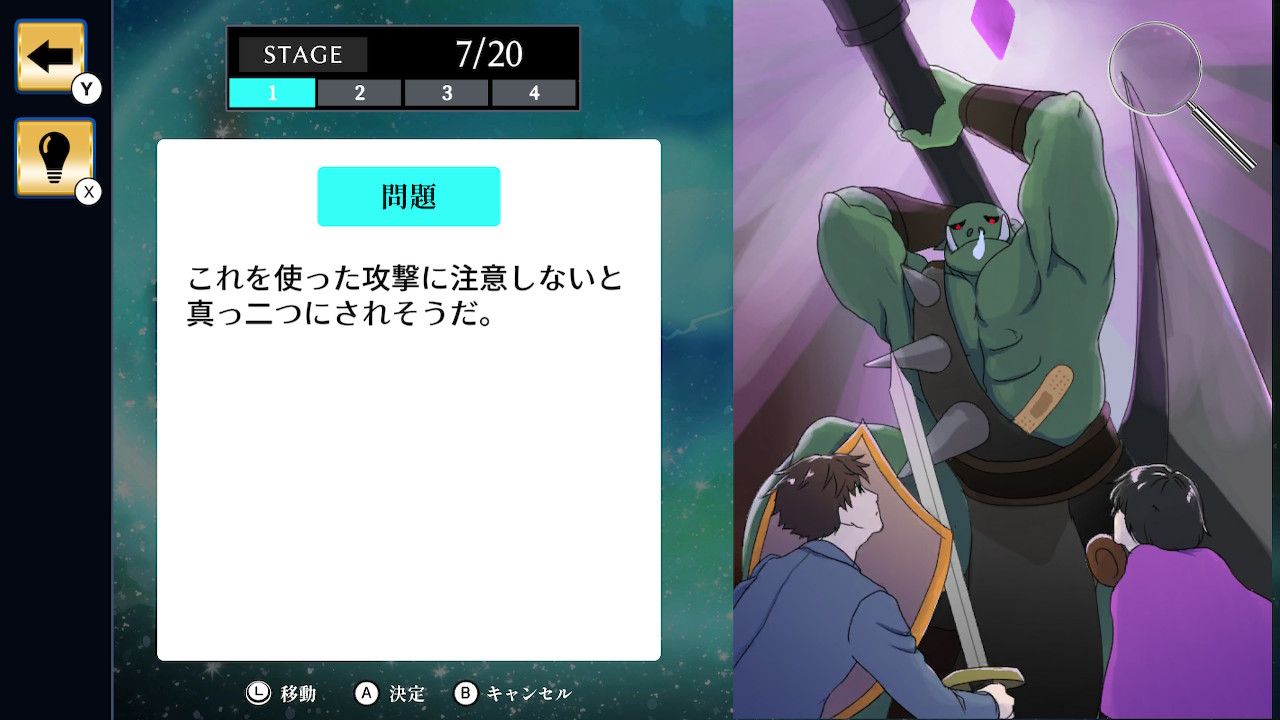 Y
X
STAGE 7/20
1 2 3 4
問題
これを使った攻撃に注意しないと
真っ二つにされそうだ。
L 移動 A 決定 B キャンセル